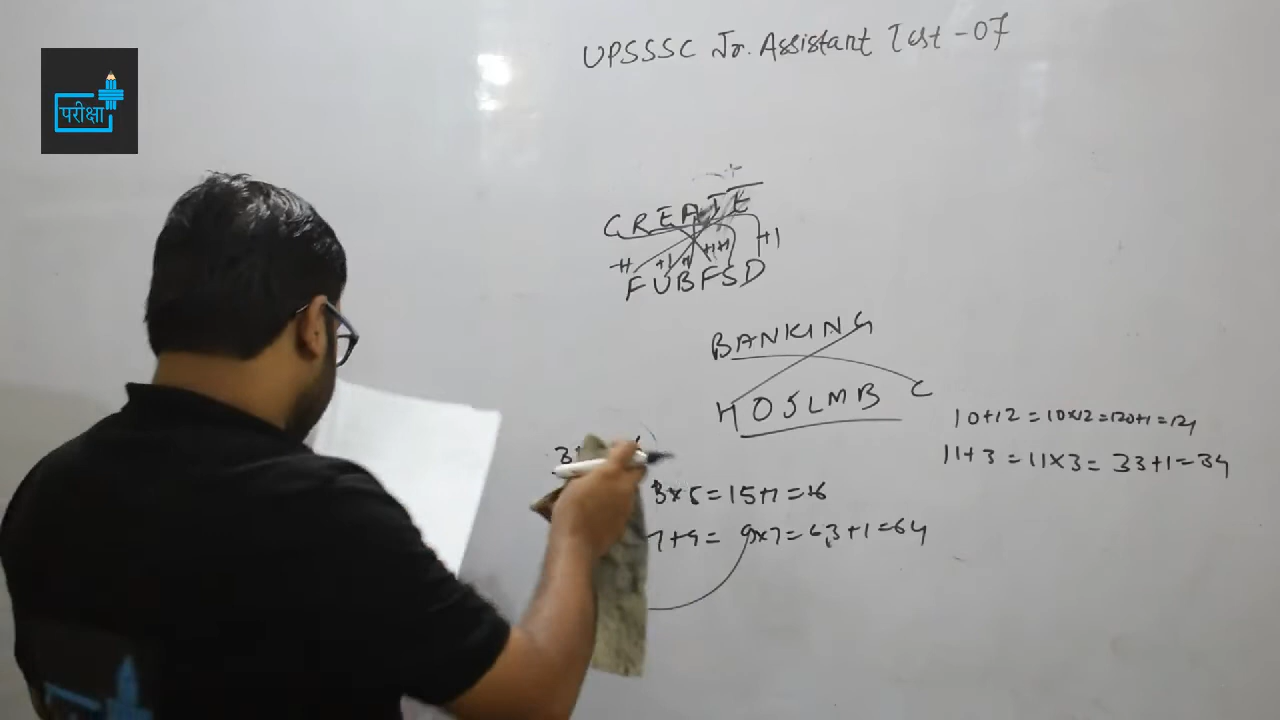 परीक्षा
UPSSSC Jr. Assistant Test-07
CREATE
+1 +1 +1 +1 +1 +1
FUBFSD
BANKING
HOJLMB C
10+12=10×12=120+1=121
11+3=11×3=33+1=34
3×5=15+1=16
7+9=9×7=63+1=64